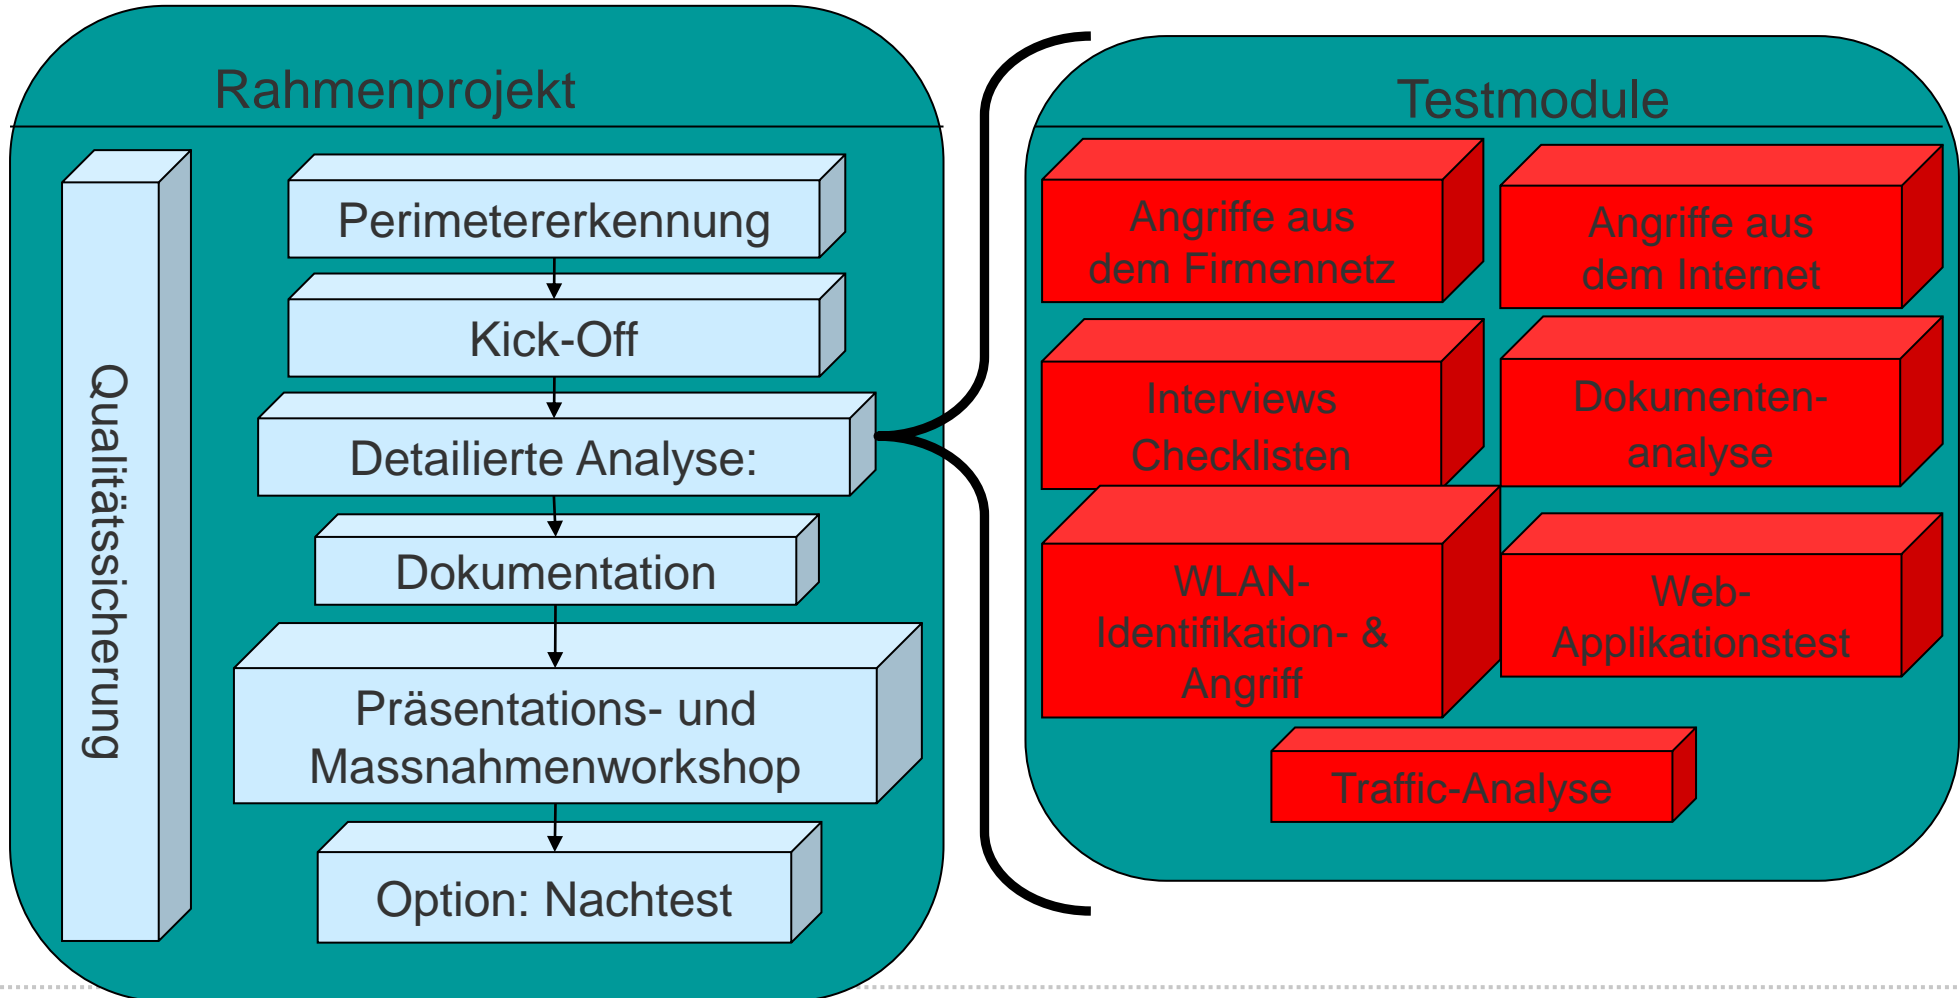 Rahmenprojekt
Qualitätssicherung
Perimetererkennung
Kick-Off
Detailierte Analyse:
Dokumentation
Präsentations- und
Massnahmenworkshop
Option: Nachtest
Testmodule
Angriffe aus
dem Firmennetz
Angriffe aus
dem Internet
Interviews
Checklisten
Dokumenten-
analyse
WLAN-
Identifikation- &
Angriff
Web-
Applikationstest
Traffic-Analyse